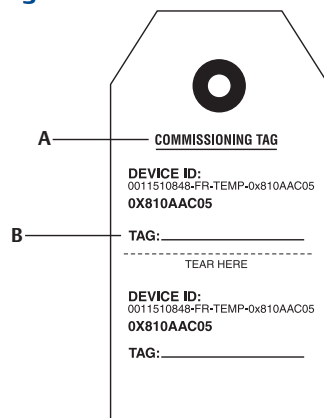 A
COMMISSIONING TAG
DEVICE ID:
0011510848-FR-TEMP-0x810AAC05
0X810AAC05
B
TAG:
TEAR HERE
DEVICE ID:
0011510848-FR-TEMP-0x810AAC05
0X810AAC05
TAG: